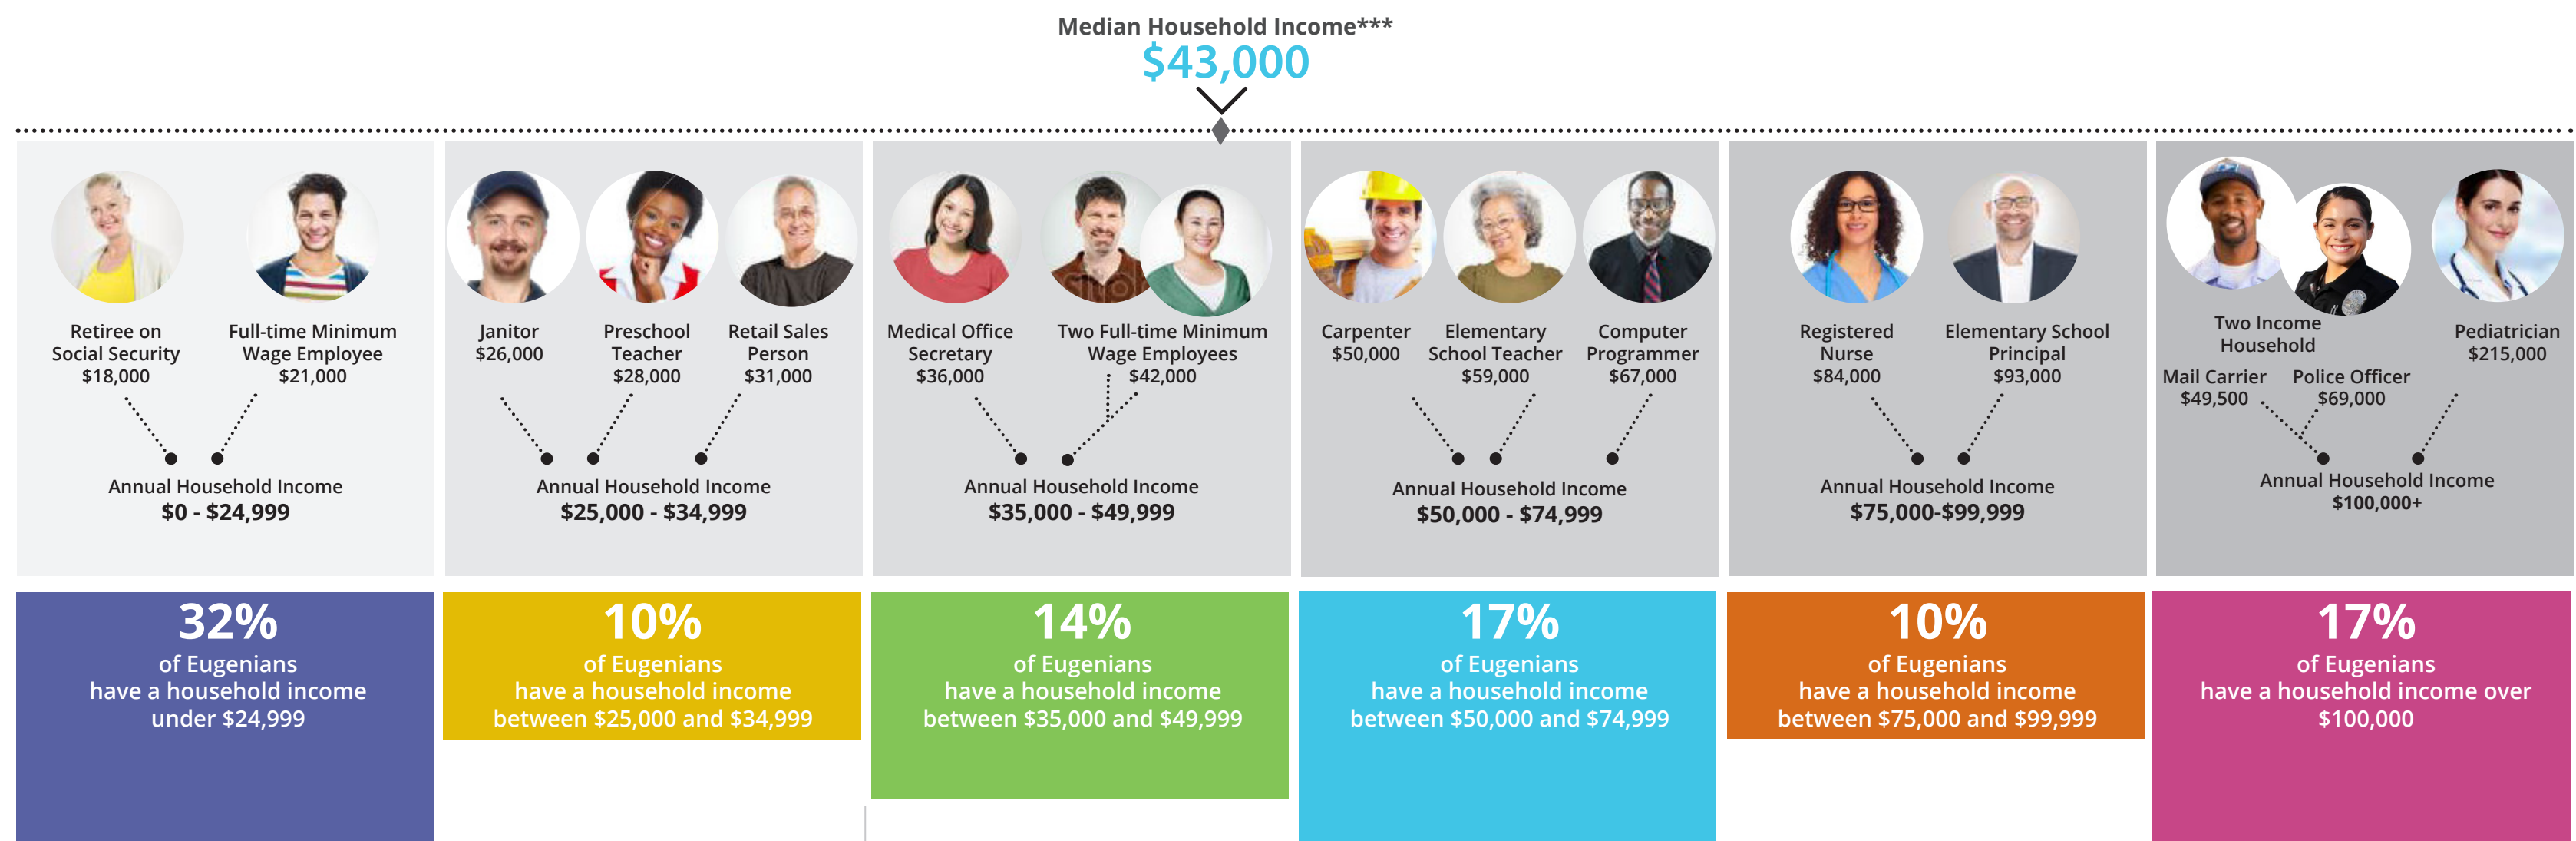 Median Household Income***
$43,000
Retiree on
Social Security
$18,000
Full-time Minimum
Wage Employee
$21,000
Annual Household Income
$0 - $24,999
Janitor
$26,000
Preschool
Teacher
$28,000
Retail Sales
Person
$31,000
Annual Household Income
$25,000 - $34,999
Medical Office
Secretary
$36,000
Two Full-time Minimum
Wage Employees
$42,000
Annual Household Income
$35,000 - $49,999
Carpenter
$50,000
Elementary
School Teacher
$59,000
Computer
Programmer
$67,000
Annual Household Income
$50,000 - $74,999
Registered
Nurse
$84,000
Elementary School
Principal
$93,000
Annual Household Income
$75,000-$99,999
Two Income
Household
Mail Carrier
$49,500
Police Officer
$69,000
Pediatrician
$215,000
Annual Household Income
$100,000+
32%
of Eugenians
have a household income
under $24,999
10%
of Eugenians
have a household income
between $25,000 and $34,999
14%
of Eugenians
have a household income
between $35,000 and $49,999
17%
of Eugenians
have a household income
between $50,000 and $74,999
10%
of Eugenians
have a household income
between $75,000 and $99,999
17%
of Eugenians
have a household income over
$100,000